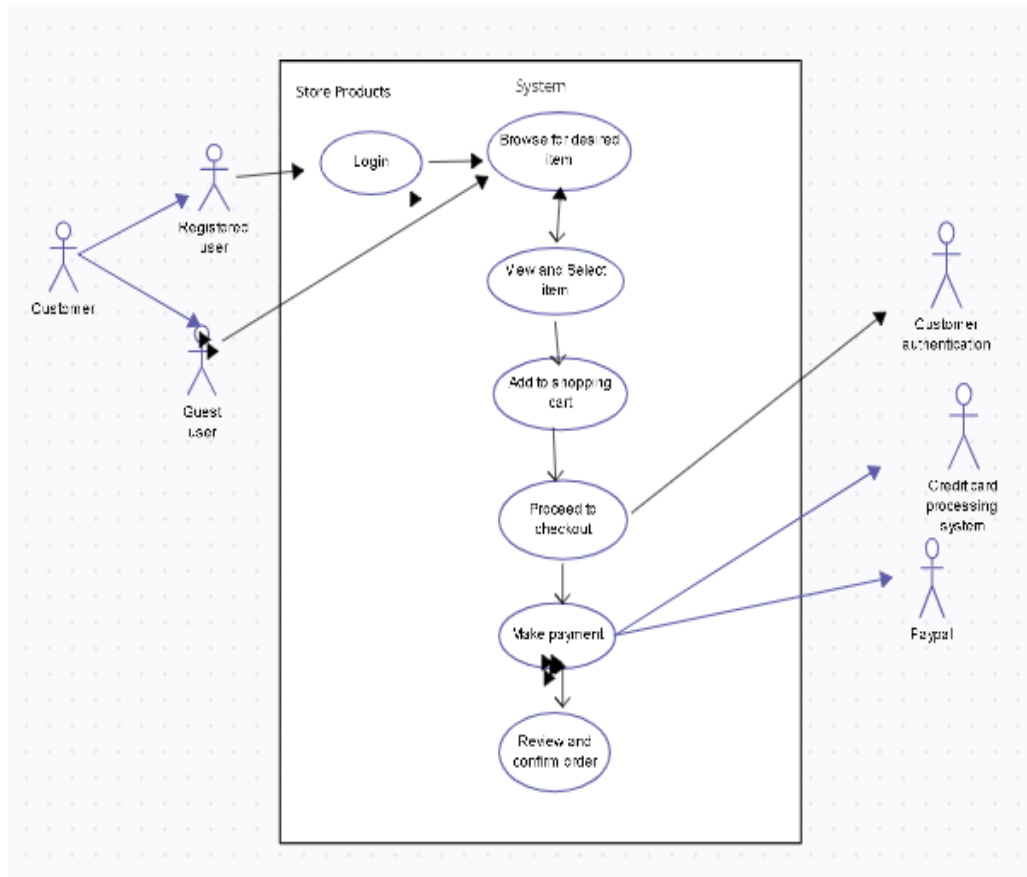 Store Products
System
Login
Browse for desired
item
Registered
user
Customer
View and Select
item
Guest
user
Add to shopping
cart
Proceed to
checkout
Make payment
Review and
confirm order
Customer
authentication
Credit card
processing
system
Paypal